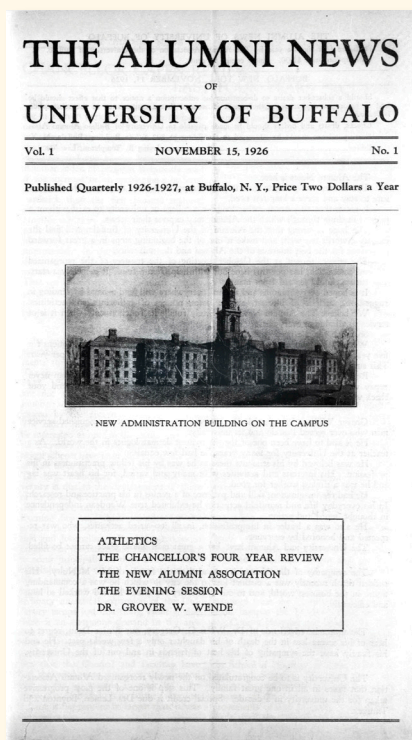 THE ALUMNI NEWS
OF
UNIVERSITY OF BUFFALO
Vol. 1 NOVEMBER 15, 1926 No. 1
Published Quarterly 1926-1927, at Buffalo, N. Y., Price Two Dollars a Year
NEW ADMINISTRATION BUILDING ON THE CAMPUS
ATHLETICS
THE CHANCELLOR'S FOUR YEAR REVIEW
THE NEW ALUMNI ASSOCIATION
THE EVENING SESSION
DR. GROVER W. WENDE